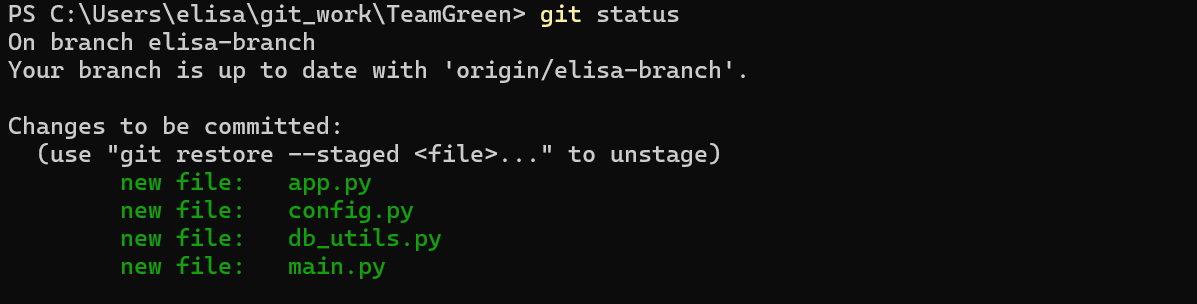 PS C:\Users\elisa\git_work\TeamGreen> git status
On branch elisa-branch
Your branch is up to date with 'origin/elisa-branch'.

Changes to be committed:
  (use "git restore --staged <file>..." to unstage)
        new file:   app.py
        new file:   config.py
        new file:   db_utils.py
        new file:   main.py